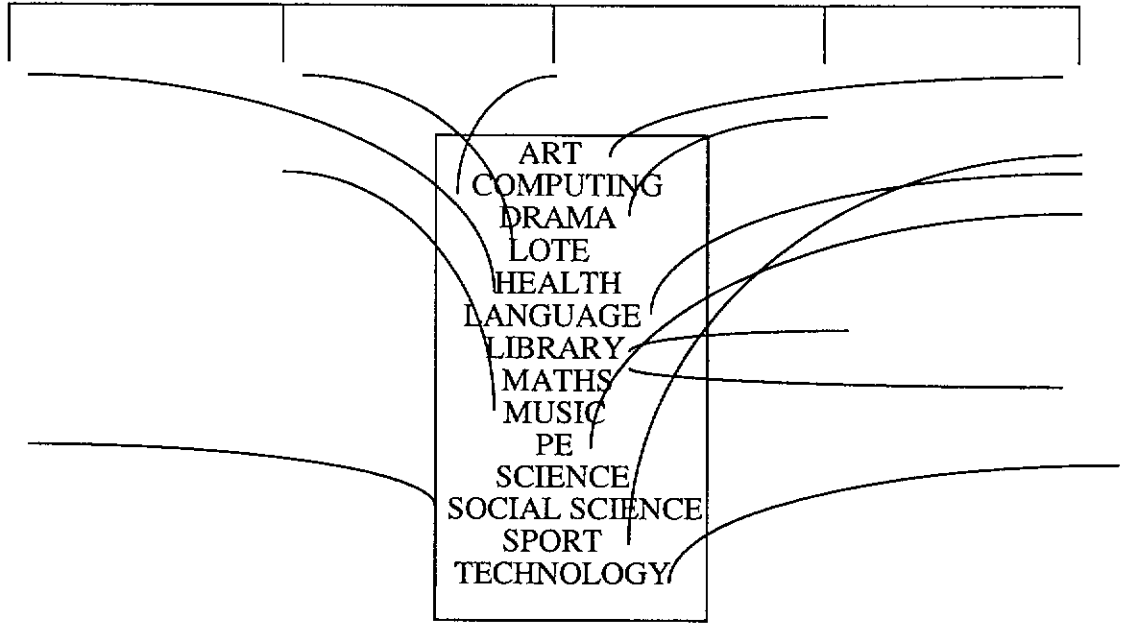 ART
COMPUTING
DRAMA
LOTE
HEALTH
LANGUAGE
LIBRARY
MATHS
MUSIC
PE
SCIENCE
SOCIAL SCIENCE
SPORT
TECHNOLOGY